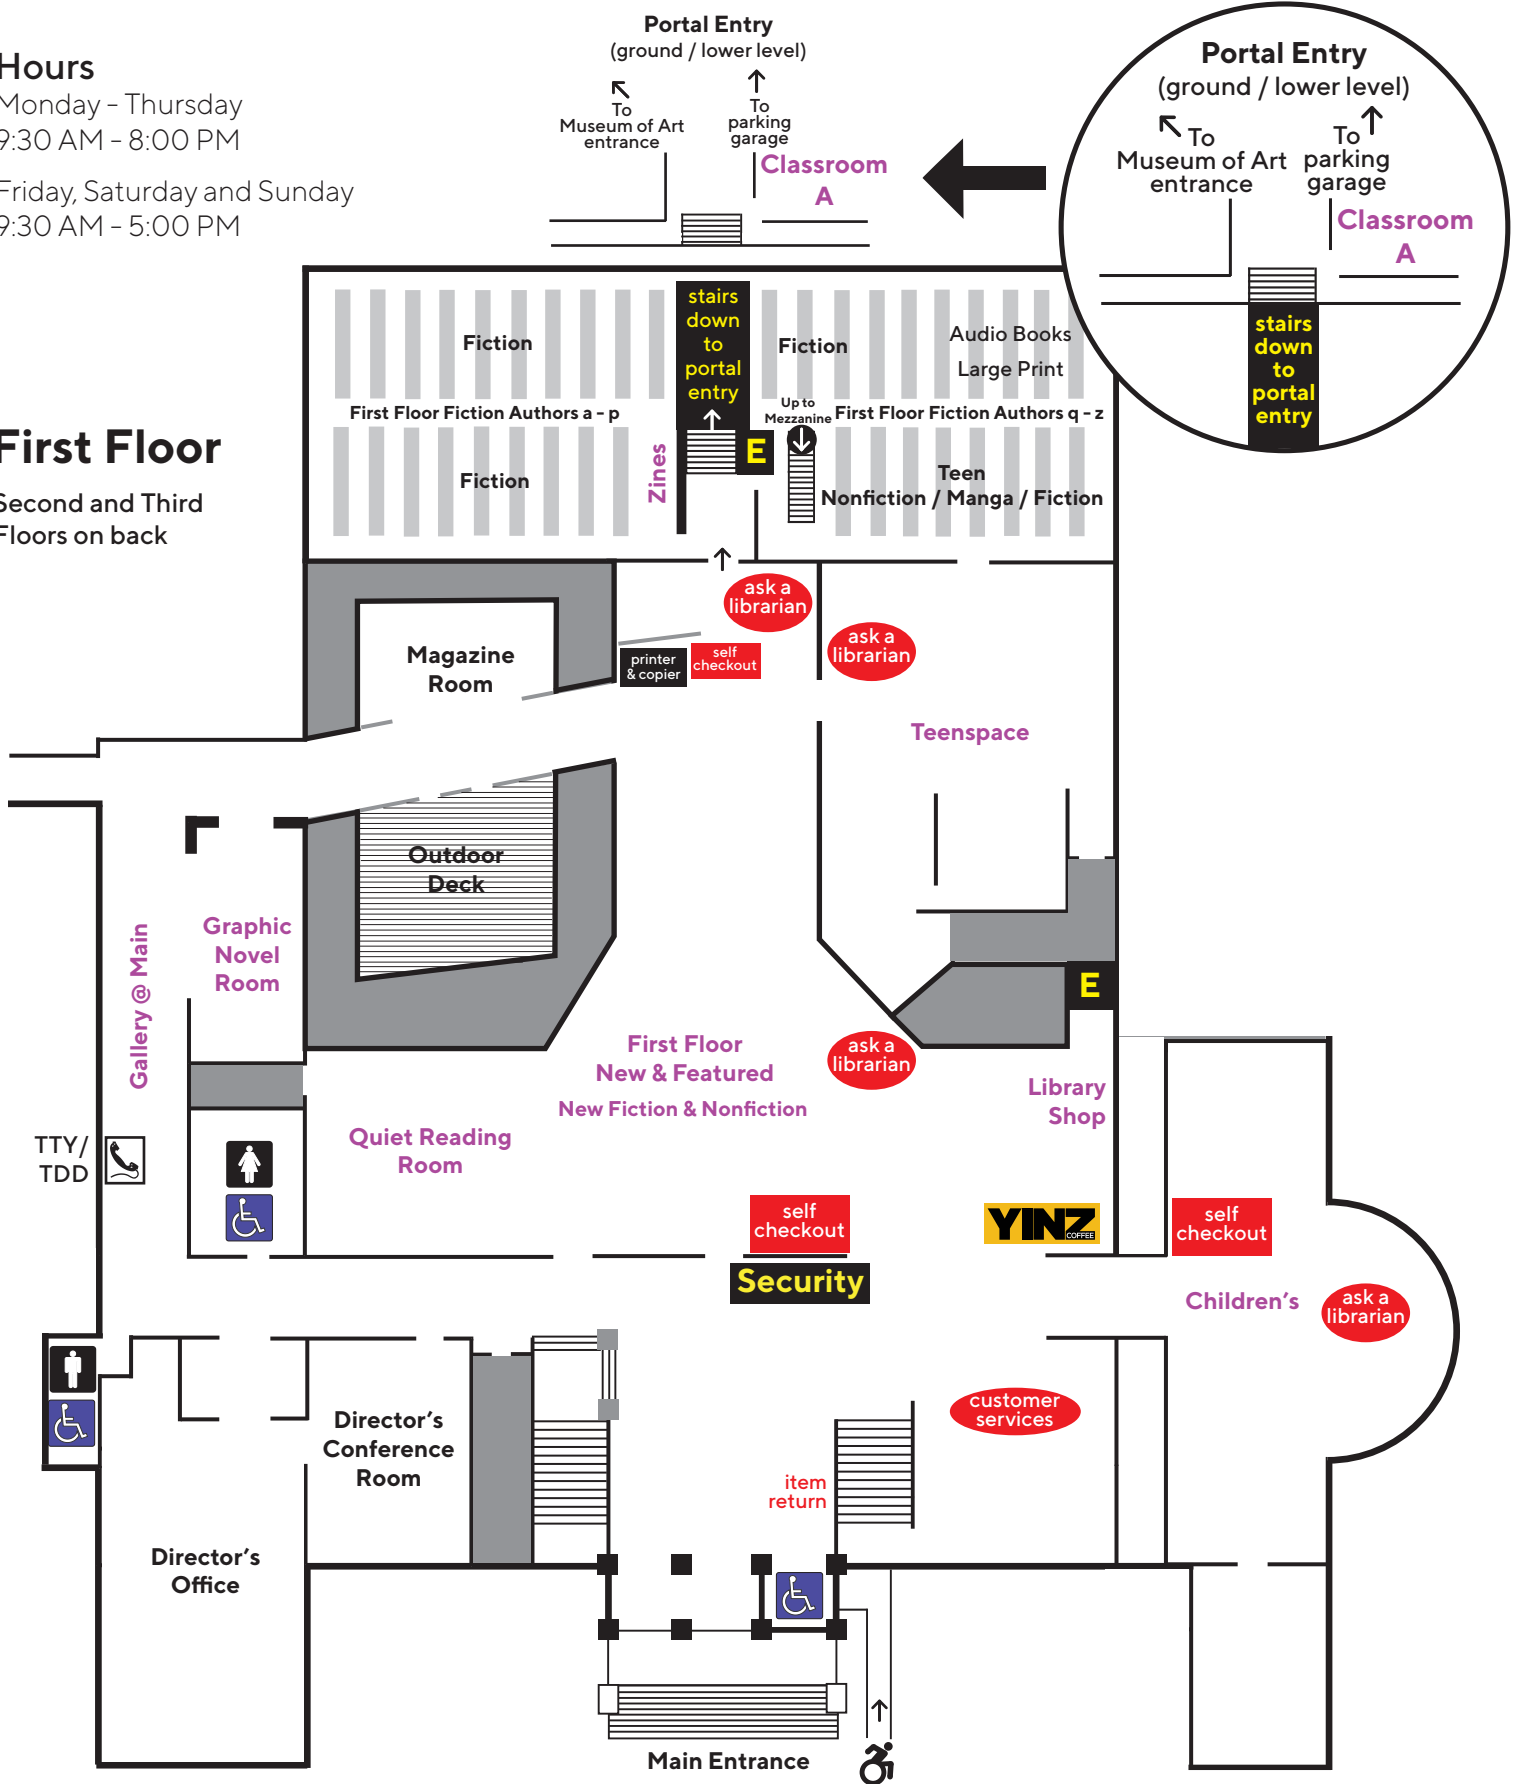 Hours
Monday - Thursday
9:30 AM - 8:00 PM
Friday, Saturday and Sunday
9:30 AM - 5:00 PM
First Floor
Second and Third
Floors on back
Portal Entry
(ground / lower level)
To
Museum of Art
entrance
To
parking
garage
Classroom
A
Portal Entry
(ground / lower level)
To
Museum of Art
entrance
To
parking
garage
Classroom
A
stairs
down
to
portal
entry
Fiction
stairs
down
to
portal
entry
Fiction
Audio Books
Large Print
First Floor Fiction Authors a - p
Up to
Mezzanine
First Floor Fiction Authors q - z
Fiction
Zines
E
Teen
Nonfiction / Manga / Fiction
ask a
librarian
ask a
librarian
Magazine
Room
printer
& copier
self
checkout
Teenspace
Outdoor
Deck
Graphic
Novel
Room
Gallery @ Main
E
First Floor
New & Featured
New Fiction & Nonfiction
ask a
librarian
Library
Shop
Quiet Reading
Room
TTY/
TDD
self
checkout
YINZ
COFFEE
self
checkout
Security
Children's
ask a
librarian
customer
services
Director's
Conference
Room
item
return
Director's
Office
Main Entrance